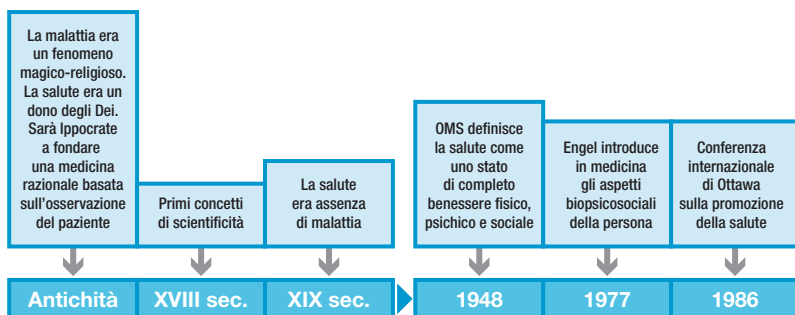 La malattia era
un fenomeno
magico-religioso.
La salute era un
dono degli Dei.
Sarà Ippocrate
a fondare
una medicina
razionale basata
sull'osservazione
del paziente
Primi concetti
di scientificità
La salute
era assenza
di malattia
OMS definisce
la salute come
uno stato
di completo
benessere fisico,
psichico e sociale
Engel introduce
in medicina
gli aspetti
biopsicosociali
della persona
Conferenza
internazionale
di Ottawa
sulla promozione
della salute
Antichità
XVIII sec.
XIX sec.
1948
1977
1986